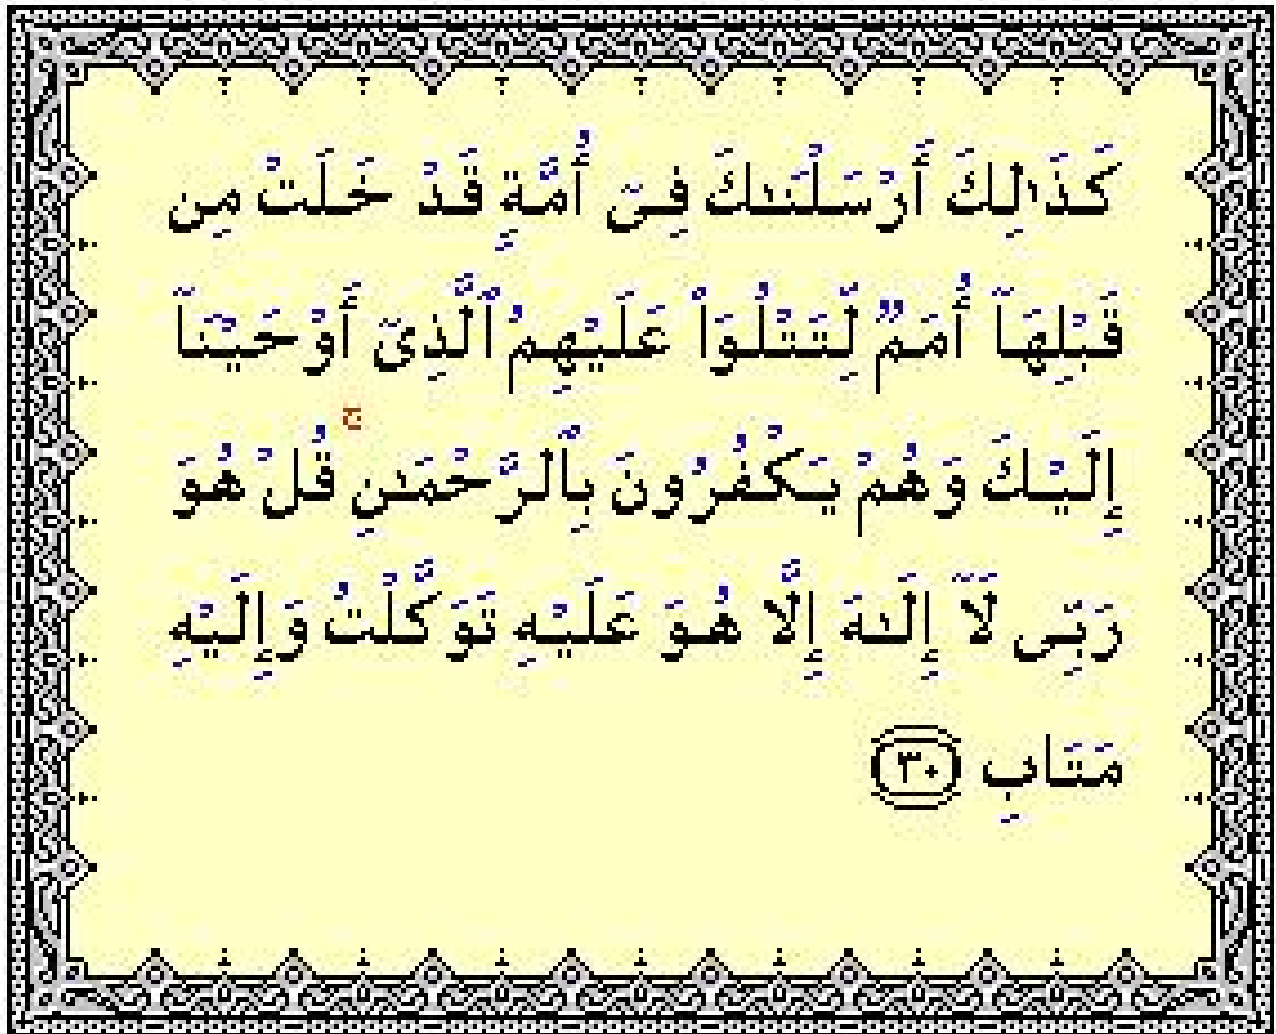 كَذَٰلِكَ أَرْسَلْنَـٰكَ فِىٓ أُمَّةٍ قَدْ خَلَتْ مِن
قَبْلِهَآ أُمَمٌ لِّتَتْلُوَا۟ عَلَيْهِمُ ٱلَّذِىٓ أَوْحَيْنَآ
إِلَيْكَ وَهُمْ يَكْفُرُونَ بِٱلرَّحْمَـٰنِ ۚ قُلْ هُوَ
رَبِّى لَآ إِلَـٰهَ إِلَّا هُوَ عَلَيْهِ تَوَكَّلْتُ وَإِلَيْهِ
مَتَابِ ٣٠